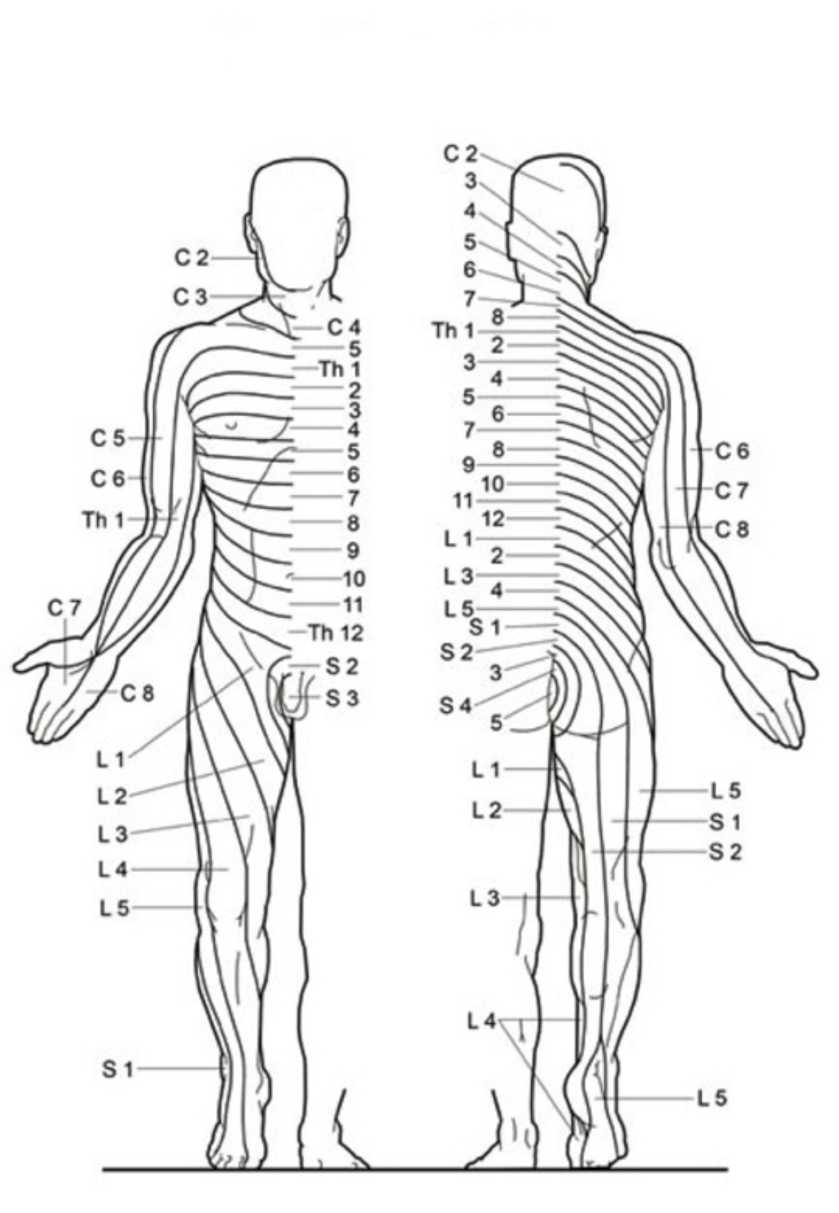 C 2
C 3
C 4
5
Th 1
2
3
4
5
6
7
8
9
10
11
Th 12
S 2
S 3
C 5
C 6
Th 1
C 7
C 8
L 1
L 2
L 3
L 4
L 5
S 1
C 2
3
4
5
6
7
8
Th 1
2
3
4
5
6
7
8
9
10
11
12
L 1
2
L 3
4
L 5
S 1
S 2
3
S 4
5
C 6
C 7
C 8
L 1
L 2
L 3
L 4
L 5
S 1
S 2
L 5